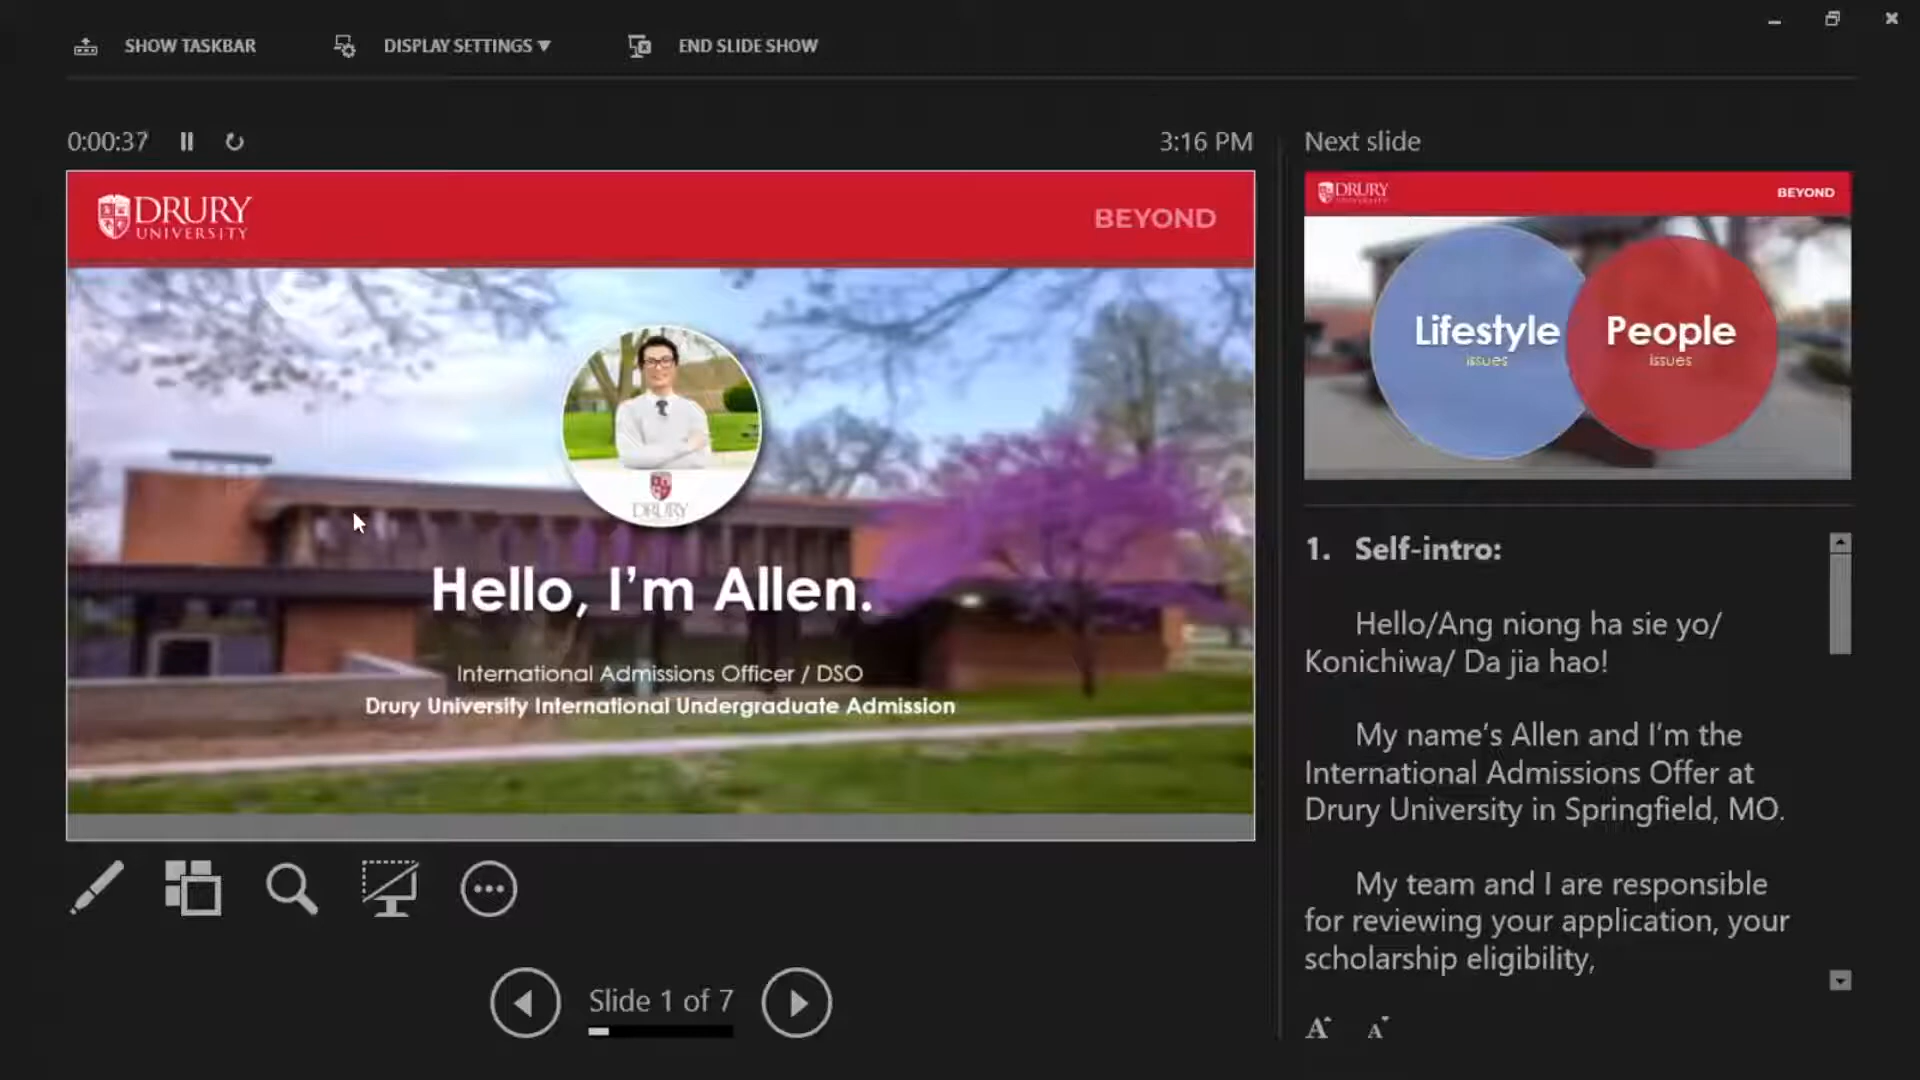 SHOW TASKBAR
DISPLAY SETTINGS
END SLIDE SHOW
0:00:37
3:16 PM
DRURY
UNIVERSITY
BEYOND
DRURY
Hello, I'm Allen.
International Admissions Officer / DSO
Drury University International Undergraduate Admission
Slide 1 of 7
Next slide
DRURY
UNIVERSITY
BEYOND
Lifestyle
issues
People
issues
1. Self-intro:
Hello/Ang niong ha sie yo/
Konichiwa/ Da jia hao!
My name's Allen and I'm the
International Admissions Offer at
Drury University in Springfield, MO.
My team and I are responsible
for reviewing your application, your
scholarship eligibility,
A
A